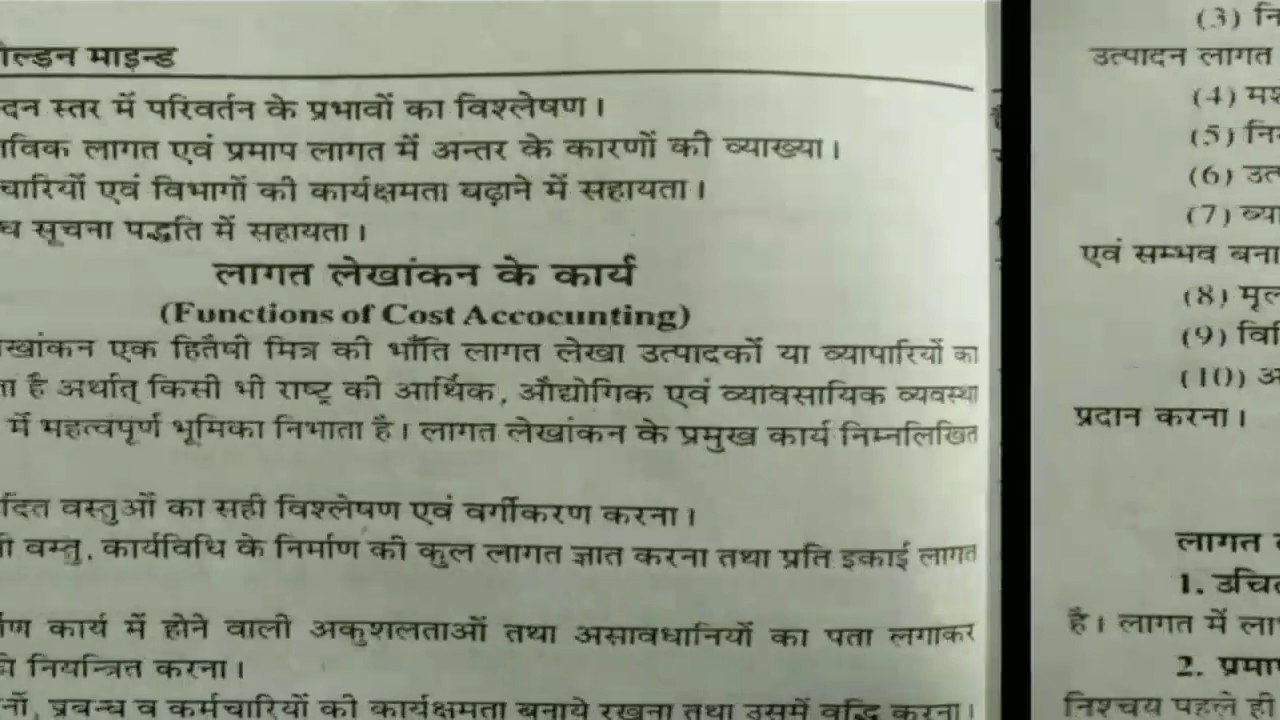 गोल्डन माइन्ड
दन स्तर में परिवर्तन के प्रभावों का विश्लेषण।
विक लागत एवं प्रमाप लागत में अन्तर के कारणों की व्याख्या।
चारियों एवं विभागों की कार्यक्षमता बढ़ाने में सहायता।
ध सूचना पद्धति में सहायता।
लागत लेखांकन के कार्य
(Functions of Cost Accocunting)
खांकन एक हितैषी मित्र की भाँति लागत लेखा उत्पादकों या व्यापारियों का
ा है अर्थात् किसी भी राष्ट्र की आर्थिक, औद्योगिक एवं व्यावसायिक व्यवस्था
में महत्वपूर्ण भूमिका निभाता है। लागत लेखांकन के प्रमुख कार्य निम्नलिखित
दित वस्तुओं का सही विश्लेषण एवं वर्गीकरण करना।
ी वस्तु, कार्यविधि के निर्माण की कुल लागत ज्ञात करना तथा प्रति इकाई लागत
ण कार्य में होने वाली अकुशलताओं तथा असावधानियों का पता लगाकर
नियन्त्रित करना।
नों, प्रबन्ध व कर्मचारियों की कार्यक्षमता बनाये रखना तथा उसमें वृद्धि करना।
(3) नि
उत्पादन लागत
(4) मश
(5) नि
(6) उत्
(7) व्या
एवं सम्भव बना
(8) मूल
(9) वि
(10) अ
प्रदान करना।
लागत
1. उचित
है। लागत में ला
2. प्रमा
निश्चय पहले ही